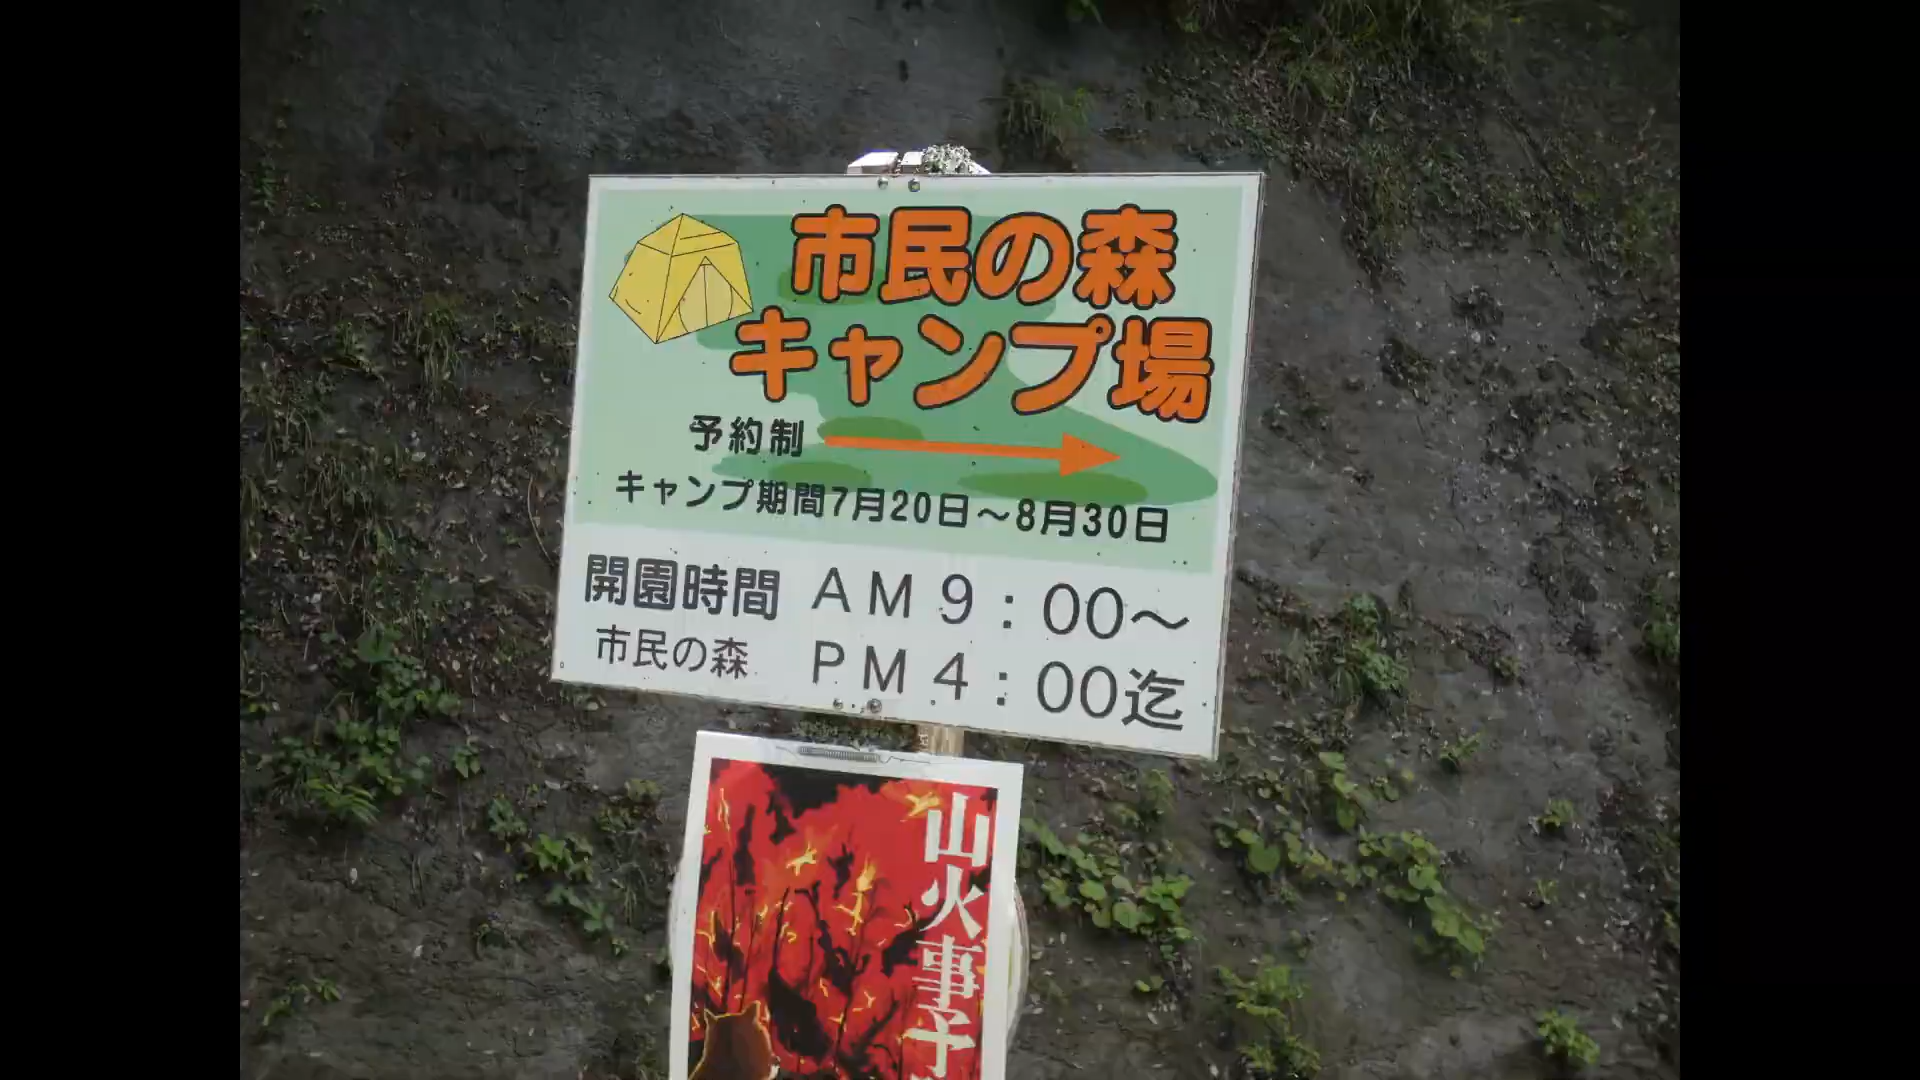 市民の森
キャンプ場
予約制
キャンプ期間7月20日～8月30日
開園時間 AM9:00～
市民の森 PM4:00迄
山火事予